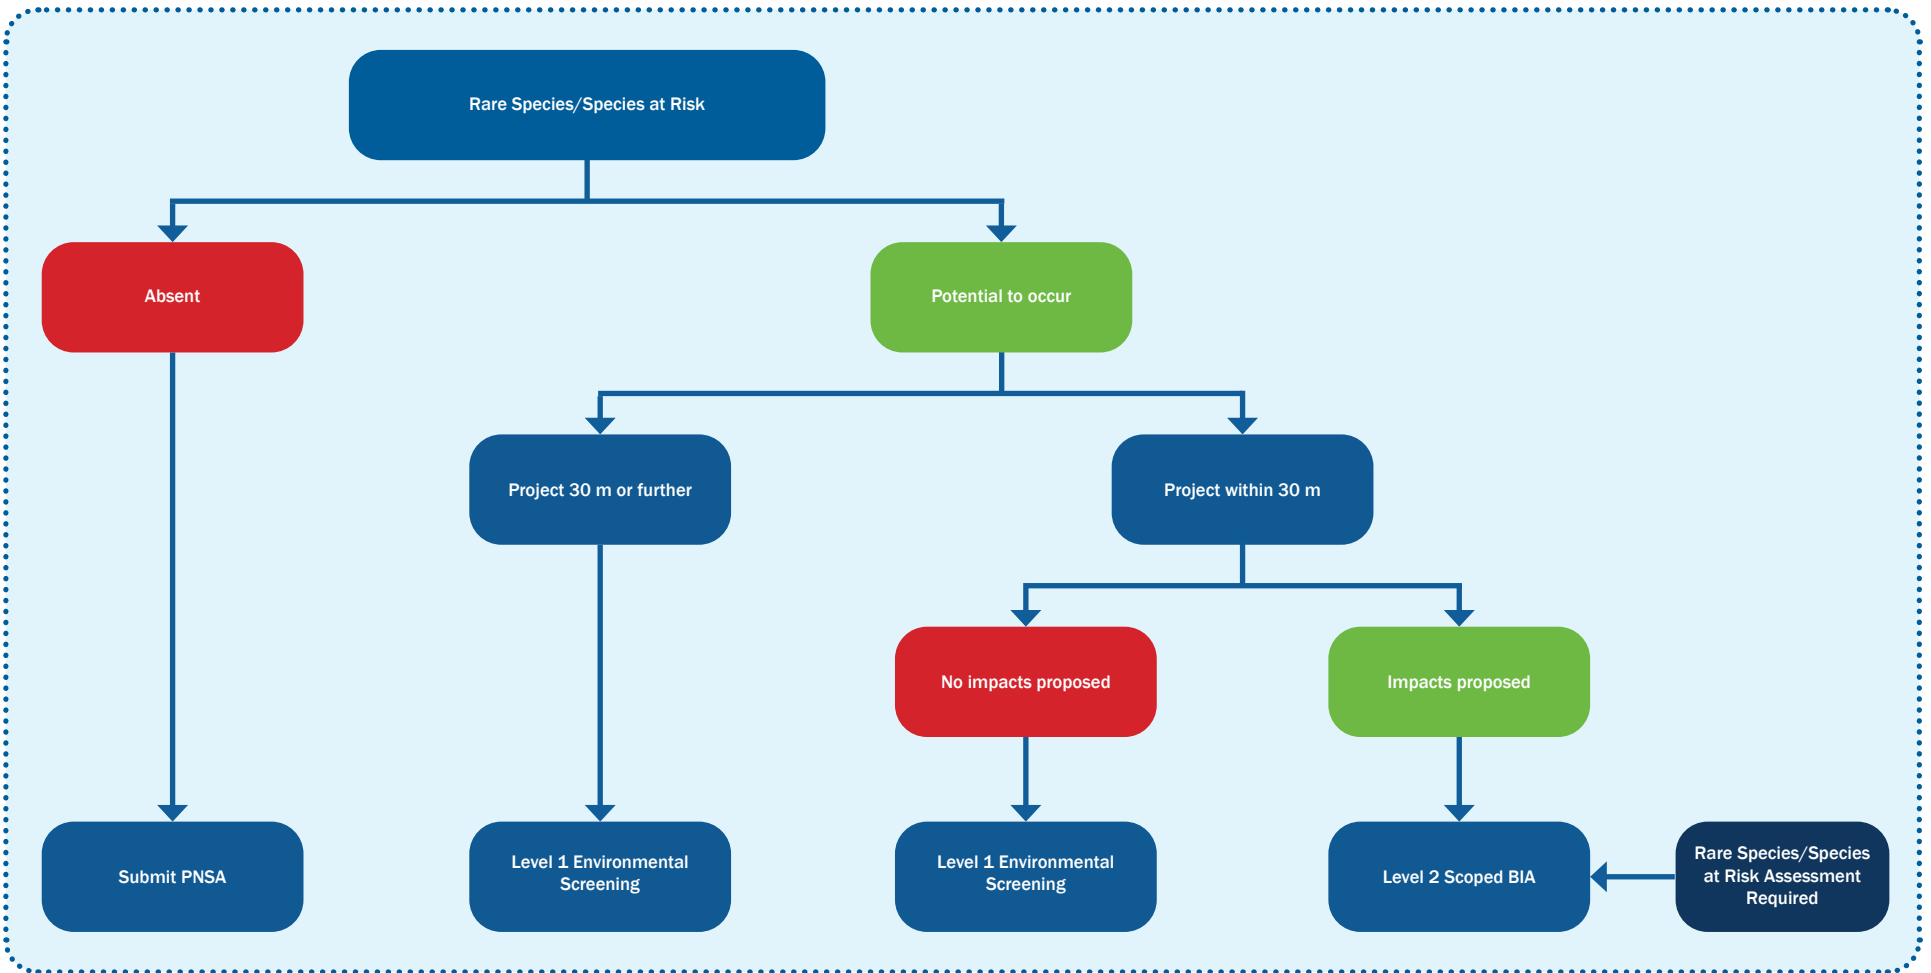 Rare Species/Species at Risk
Absent
Potential to occur
Project 30 m or further
Project within 30 m
No impacts proposed
Impacts proposed
Submit PNSA
Level 1 Environmental
Screening
Level 1 Environmental
Screening
Level 2 Scoped BIA
Rare Species/Species
at Risk Assessment
Required